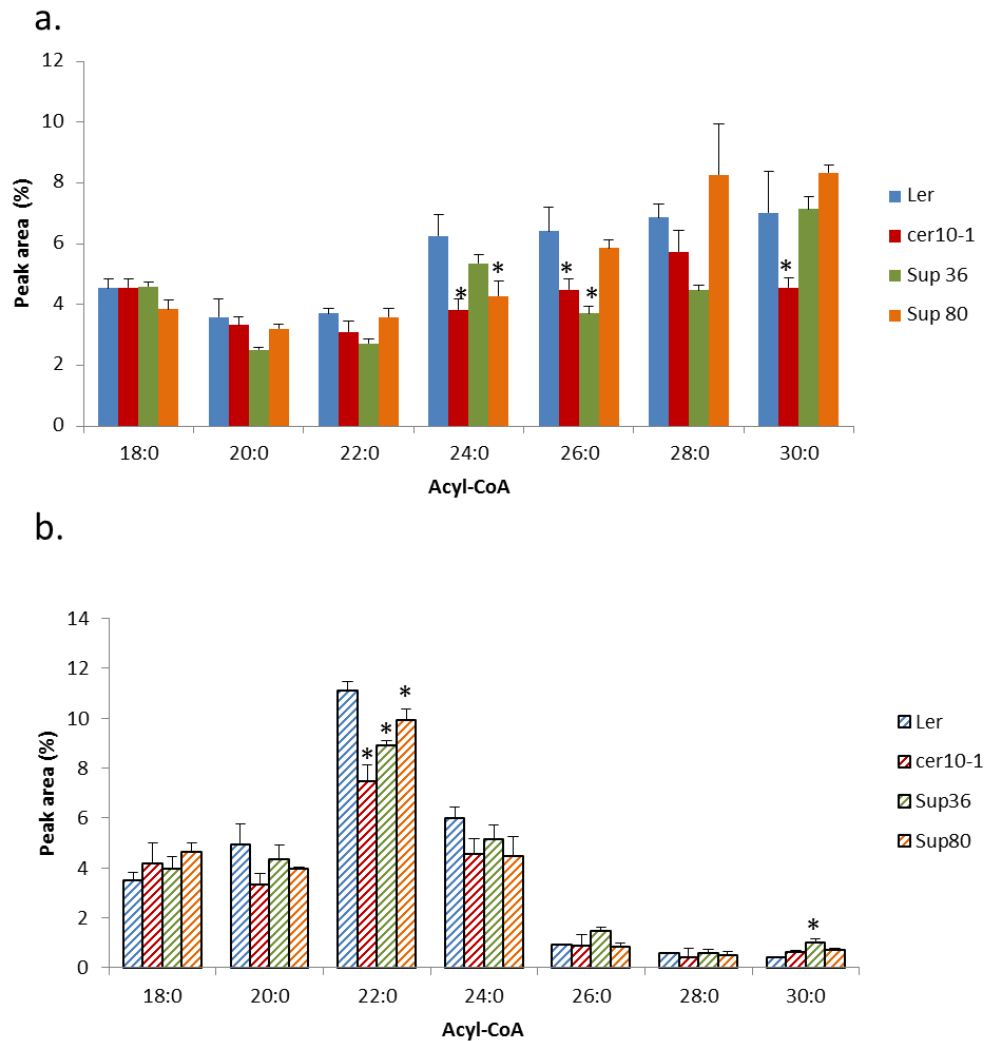 a.
12
10
8
6
4
2
0
Peak area (%)
* * * * *
18:0 20:0 22:0 24:0 26:0 28:0 30:0
Acyl-CoA
Ler
cer10-1
Sup 36
Sup 80
b.
14
12
10
8
6
4
2
0
Peak area (%)
* * * *
18:0 20:0 22:0 24:0 26:0 28:0 30:0
Acyl-CoA
Ler
cer10-1
Sup36
Sup80